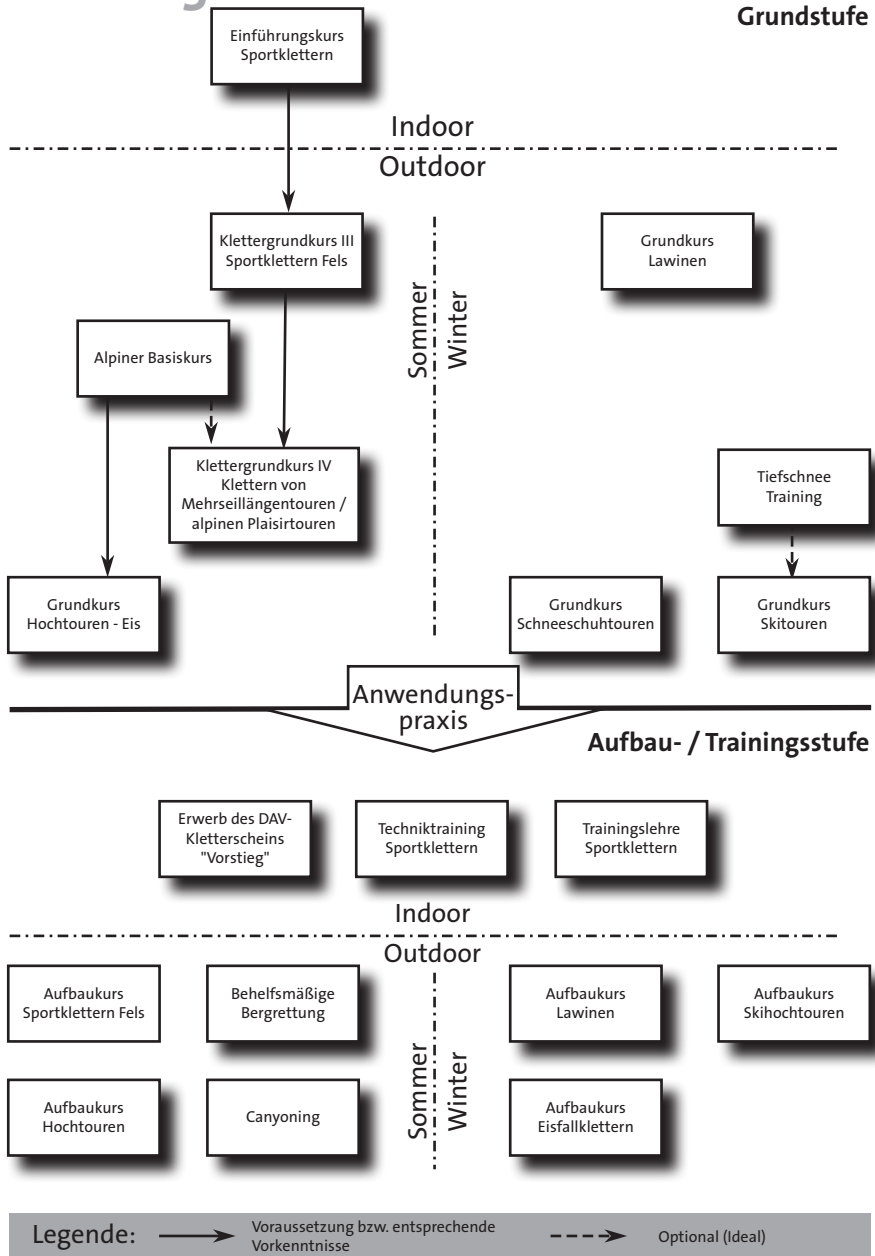 Grundstufe
Einführungskurs
Sportklettern
Indoor
Outdoor
Klettergrundkurs III
Sportklettern Fels
Grundkurs
Lawinen
Sommer
Winter
Alpiner Basiskurs
Klettergrundkurs IV
Klettern von
Mehrseillängentouren /
alpinen Plaisirtouren
Tiefschnee
Training
Grundkurs
Hochtouren - Eis
Grundkurs
Schneeschuhtouren
Grundkurs
Skitouren
Anwendungs-
praxis
Aufbau- / Trainingsstufe
Erwerb des DAV-
Kletterscheins
"Vorstieg"
Techniktraining
Sportklettern
Trainingslehre
Sportklettern
Indoor
Outdoor
Aufbaukurs
Sportklettern Fels
Behelfsmäßige
Bergrettung
Sommer
Winter
Aufbaukurs
Lawinen
Aufbaukurs
Skihochtouren
Aufbaukurs
Hochtouren
Canyoning
Aufbaukurs
Eisfallklettern
Legende:
Voraussetzung bzw. entsprechende
Vorkenntnisse
Optional (Ideal)